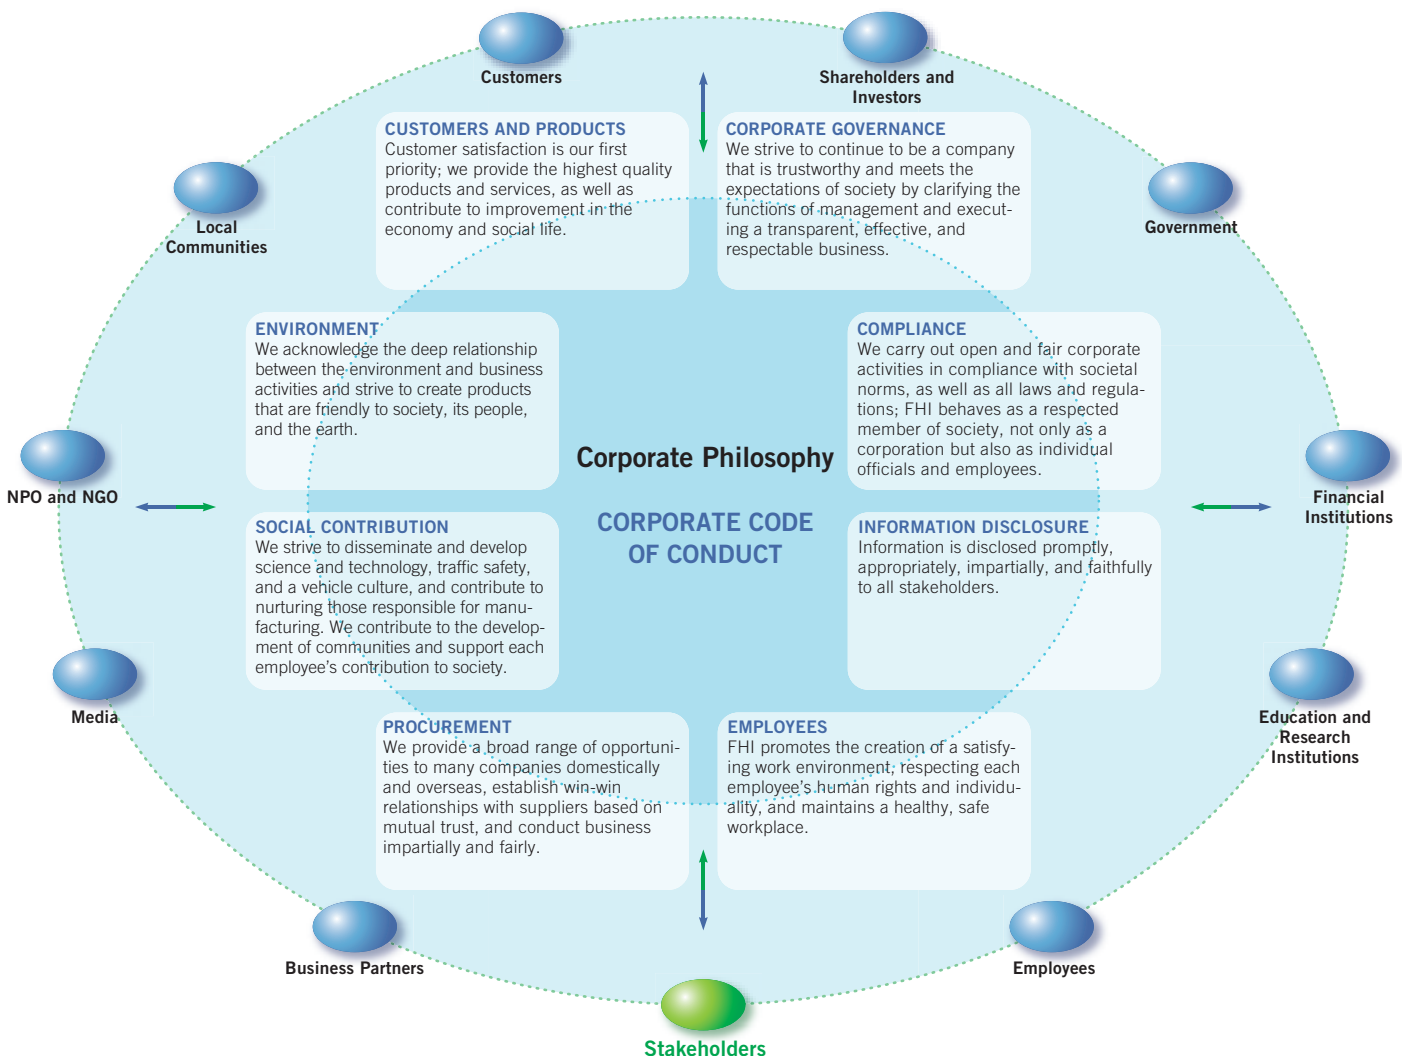 Customers
Shareholders and
Investors
CUSTOMERS AND PRODUCTS
Customer satisfaction is our first
priority; we provide the highest quality
products and services, as well as
contribute to improvement in the
economy and social life.
CORPORATE GOVERNANCE
We strive to continue to be a company
that is trustworthy and meets the
expectations of society by clarifying the
functions of management and execut-
ing a transparent, effective, and
respectable business.
Local
Communities
Government
ENVIRONMENT
We acknowledge the deep relationship
between the environment and business
activities and strive to create products
that are friendly to society, its people,
and the earth.
COMPLIANCE
We carry out open and fair corporate
activities in compliance with societal
norms, as well as all laws and regula-
tions; FHI behaves as a respected
member of society, not only as a
corporation but also as individual
officials and employees.
Corporate Philosophy
CORPORATE CODE
OF CONDUCT
NPO and NGO
Financial
Institutions
SOCIAL CONTRIBUTION
We strive to disseminate and develop
science and technology, traffic safety,
and a vehicle culture, and contribute to
nurturing those responsible for manu-
facturing. We contribute to the develop-
ment of communities and support each
employee's contribution to society.
INFORMATION DISCLOSURE
Information is disclosed promptly,
appropriately, impartially, and faithfully
to all stakeholders.
Media
Education and
Research
Institutions
PROCUREMENT
We provide a broad range of opportuni-
ties to many companies domestically
and overseas, establish win-win
relationships with suppliers based on
mutual trust, and conduct business
impartially and fairly.
EMPLOYEES
FHI promotes the creation of a satisfy-
ing work environment, respecting each
employee's human rights and individu-
ality, and maintains a healthy, safe
workplace.
Business Partners
Employees
Stakeholders